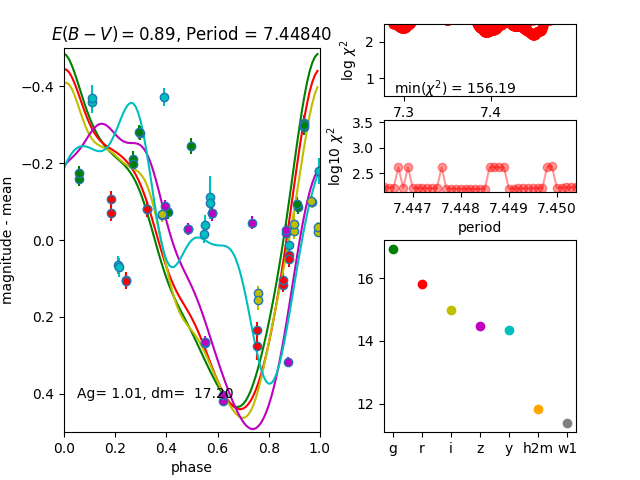 E(B − V) = 0.89, Period = 7.44840
magnitude - mean
−0.4
−0.2
0.0
0.2
0.4
Ag= 1.01, dm= 17.20
0.0 0.2 0.4 0.6 0.8 1.0
phase
log χ²
2
1
min(χ²) = 156.19
7.3 7.4
log10 χ²
3.5
3.0
2.5
7.447 7.448 7.449 7.450
period
16
14
12
g r i z y h2m w1